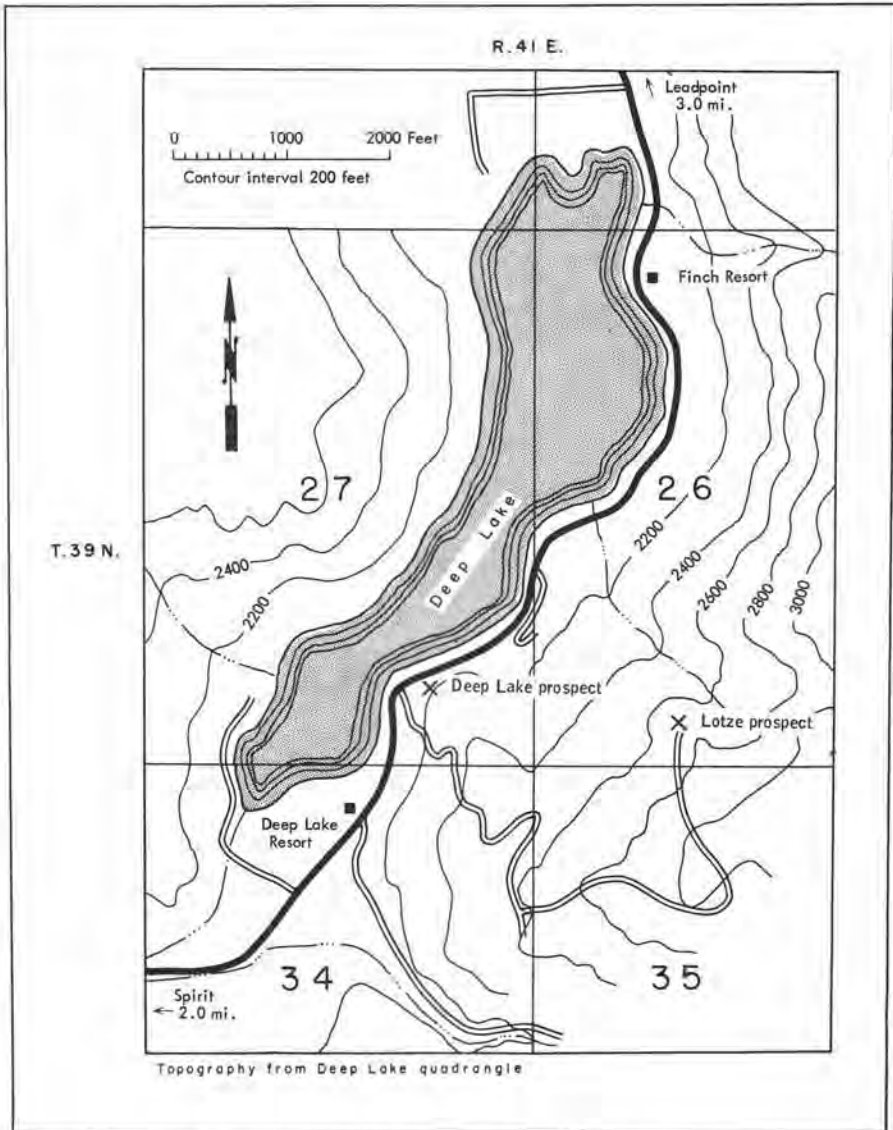 R. 41 E.
Leadpoint
3.0 mi.
0 1000 2000 Feet
Contour interval 200 feet
N
Finch Resort
27
26
T. 39 N.
Deep Lake
2400
2200
2200
2400
2600
2800
3000
Deep Lake prospect
Lotze prospect
Deep Lake
Resort
34
35
Spirit
2.0 mi.
Topography from Deep Lake quadrangle